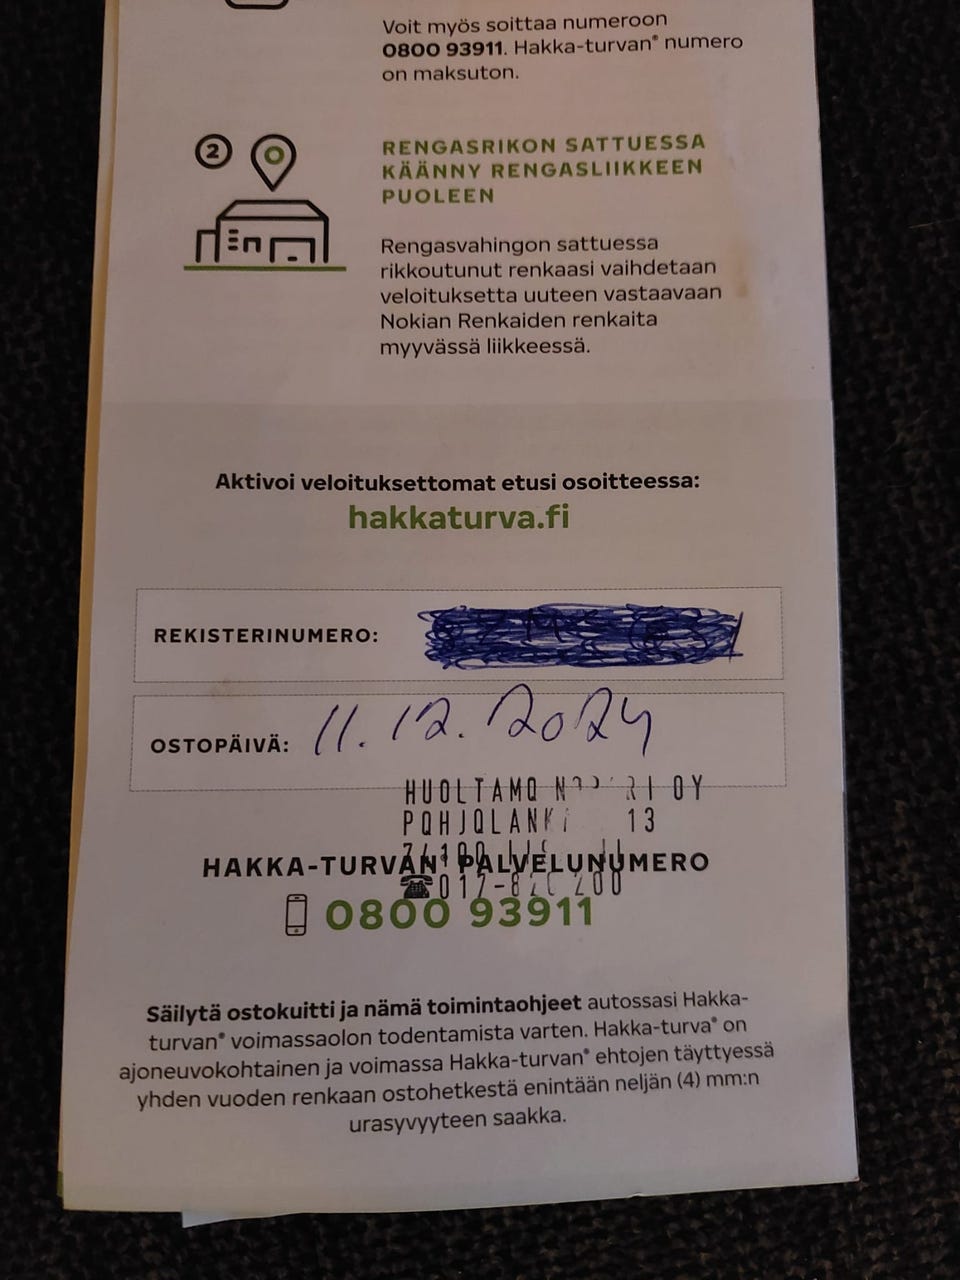 Voit myös soittaa numeroon
0800 93911. Hakka-turvan® numero
on maksuton.
2
RENGASRIKON SATTUESSA
KÄÄNNY RENGASLIIKKEEN
PUOLEEN
Rengasvahingon sattuessa
rikkoutunut renkaasi vaihdetaan
veloituksetta uuteen vastaavaan
Nokian Renkaiden renkaita
myyvässä liikkeessä.
Aktivoi veloituksettomat etusi osoitteessa:
hakkaturva.fi
REKISTERINUMERO:
OSTOPÄIVÄ: 11.12.2024
HUOLTAMO OY
13
HAKKA-TURVAN® PALVELUNUMERO
0800 93911
Säilytä ostokuitti ja nämä toimintaohjeet autossasi Hakka-
turvan® voimassaolon todentamista varten. Hakka-turva® on
ajoneuvokohtainen ja voimassa Hakka-turvan® ehtojen täyttyessä
yhden vuoden renkaan ostohetkestä enintään neljän (4) mm:n
urasyvyyteen saakka.